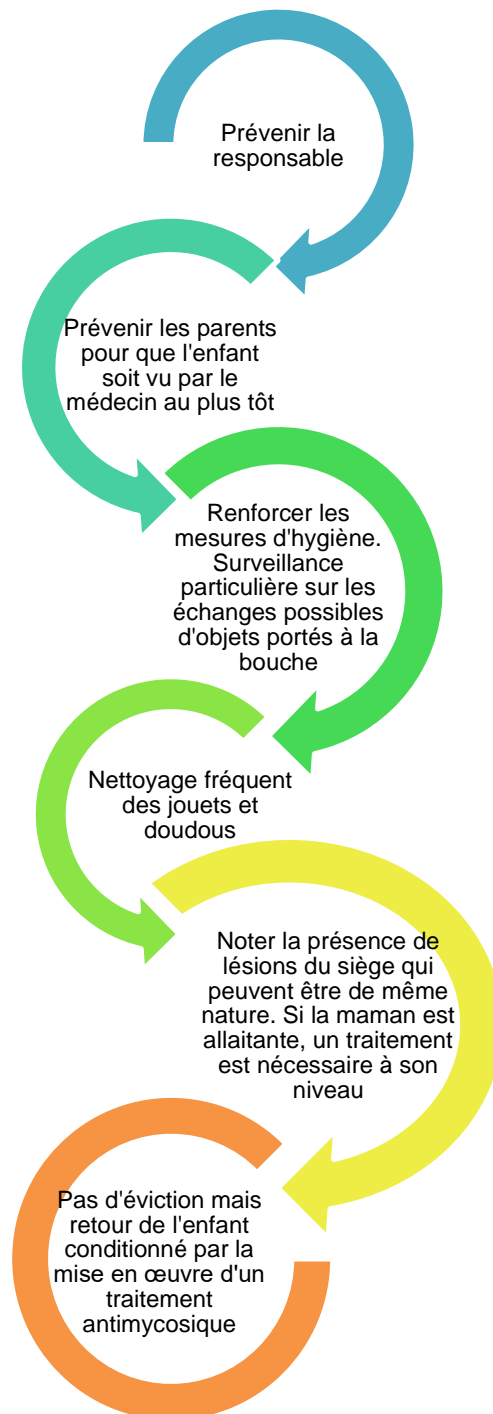 Prévenir la
responsable
Prévenir les parents
pour que l'enfant
soit vu par le
médecin au plus tôt
Renforcer les
mesures d'hygiène.
Surveillance
particulière sur les
échanges possibles
d'objets portés à la
bouche
Nettoyage fréquent
des jouets et
doudous
Noter la présence de
lésions du siège qui
peuvent être de même
nature. Si la maman est
allaitante, un traitement
est nécessaire à son
niveau
Pas d'éviction mais
retour de l'enfant
conditionné par la
mise en œuvre d'un
traitement
antimycosique